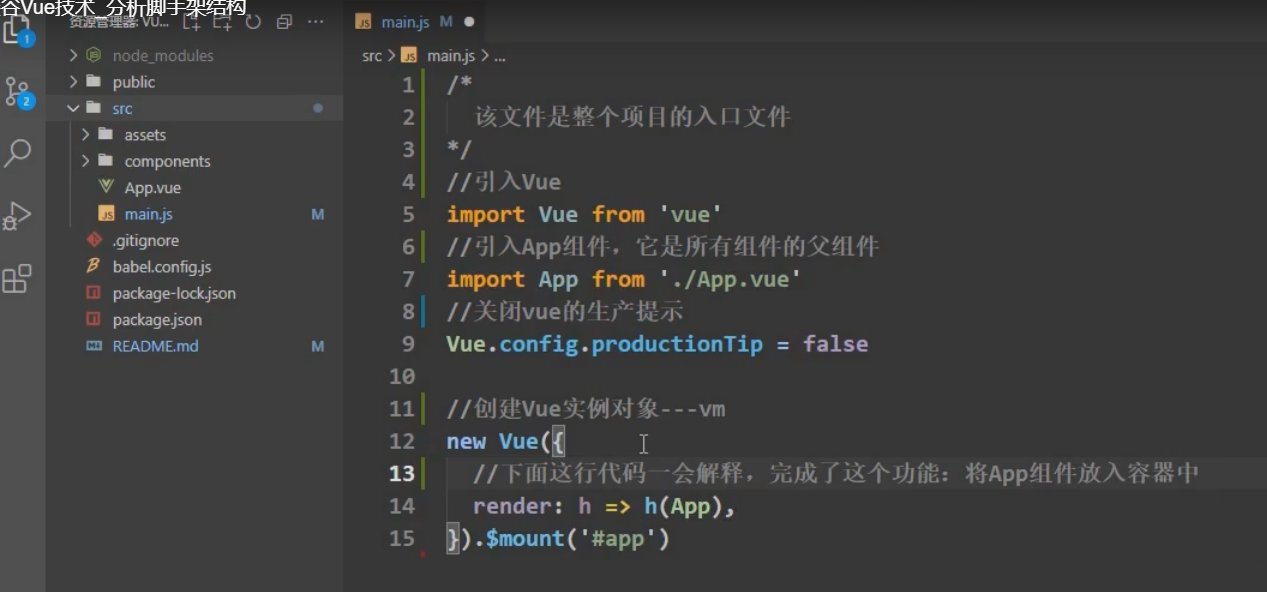 谷Vue技术_分析脚手架结构
资源管理器: VU...
main.js M
src > main.js > ...
node_modules
public
src
assets
components
App.vue
main.js M
.gitignore
babel.config.js
package-lock.json
package.json
README.md M
1
2
1 /*
2 该文件是整个项目的入口文件
3 */
4 //引入Vue
5 import Vue from 'vue'
6 //引入App组件，它是所有组件的父组件
7 import App from './App.vue'
8 //关闭vue的生产提示
9 Vue.config.productionTip = false
10
11 //创建Vue实例对象---vm
12 new Vue({
13 //下面这行代码一会解释，完成了这个功能：将App组件放入容器中
14 render: h => h(App),
15 }).$mount('#app')